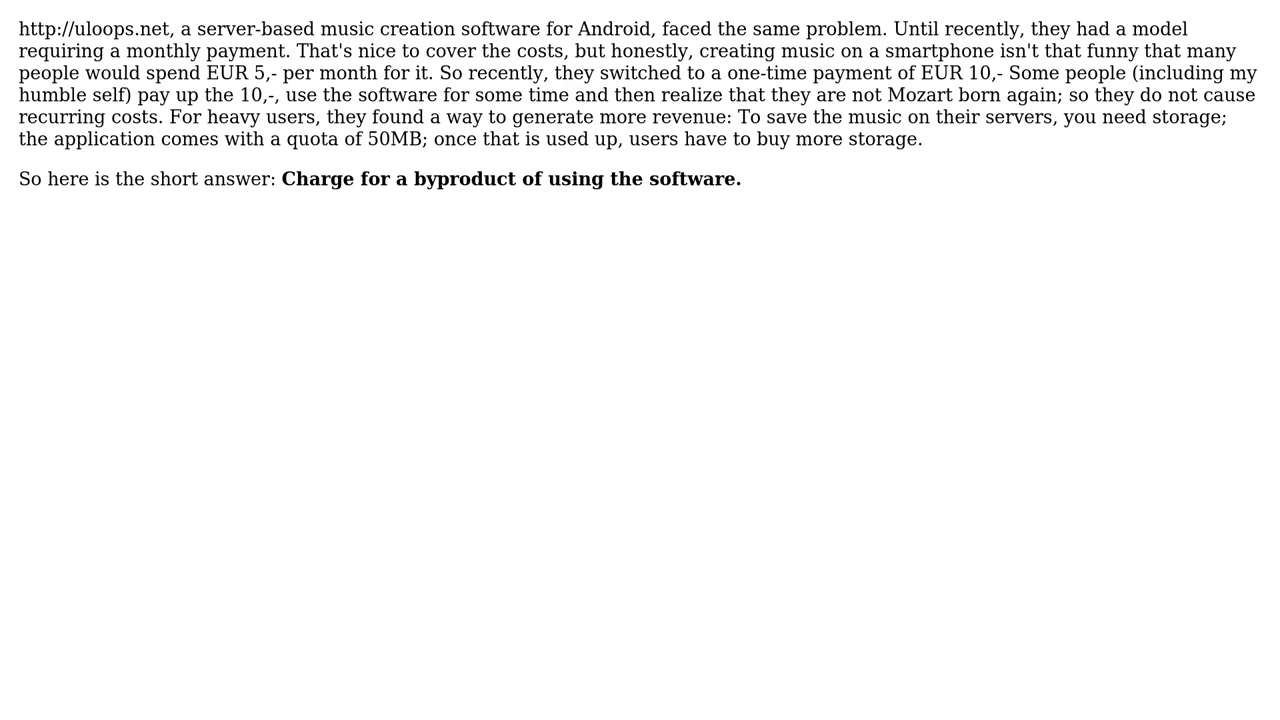 http://uloops.net, a server-based music creation software for Android, faced the same problem. Until recently, they had a model
requiring a monthly payment. That's nice to cover the costs, but honestly, creating music on a smartphone isn't that funny that many
people would spend EUR 5,- per month for it. So recently, they switched to a one-time payment of EUR 10,- Some people (including my
humble self) pay up the 10,-, use the software for some time and then realize that they are not Mozart born again; so they do not cause
recurring costs. For heavy users, they found a way to generate more revenue: To save the music on their servers, you need storage;
the application comes with a quota of 50MB; once that is used up, users have to buy more storage.
So here is the short answer: Charge for a byproduct of using the software.